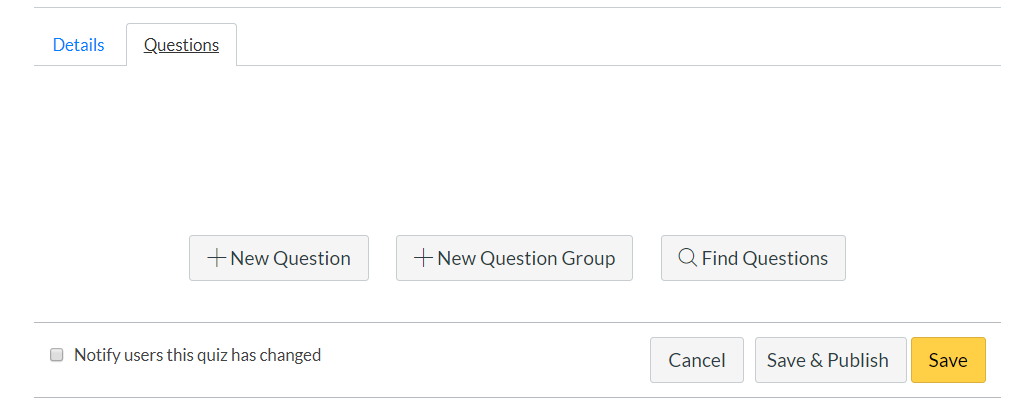 Details Questions
New Question New Question Group Find Questions
Notify users this quiz has changed Cancel Save & Publish Save